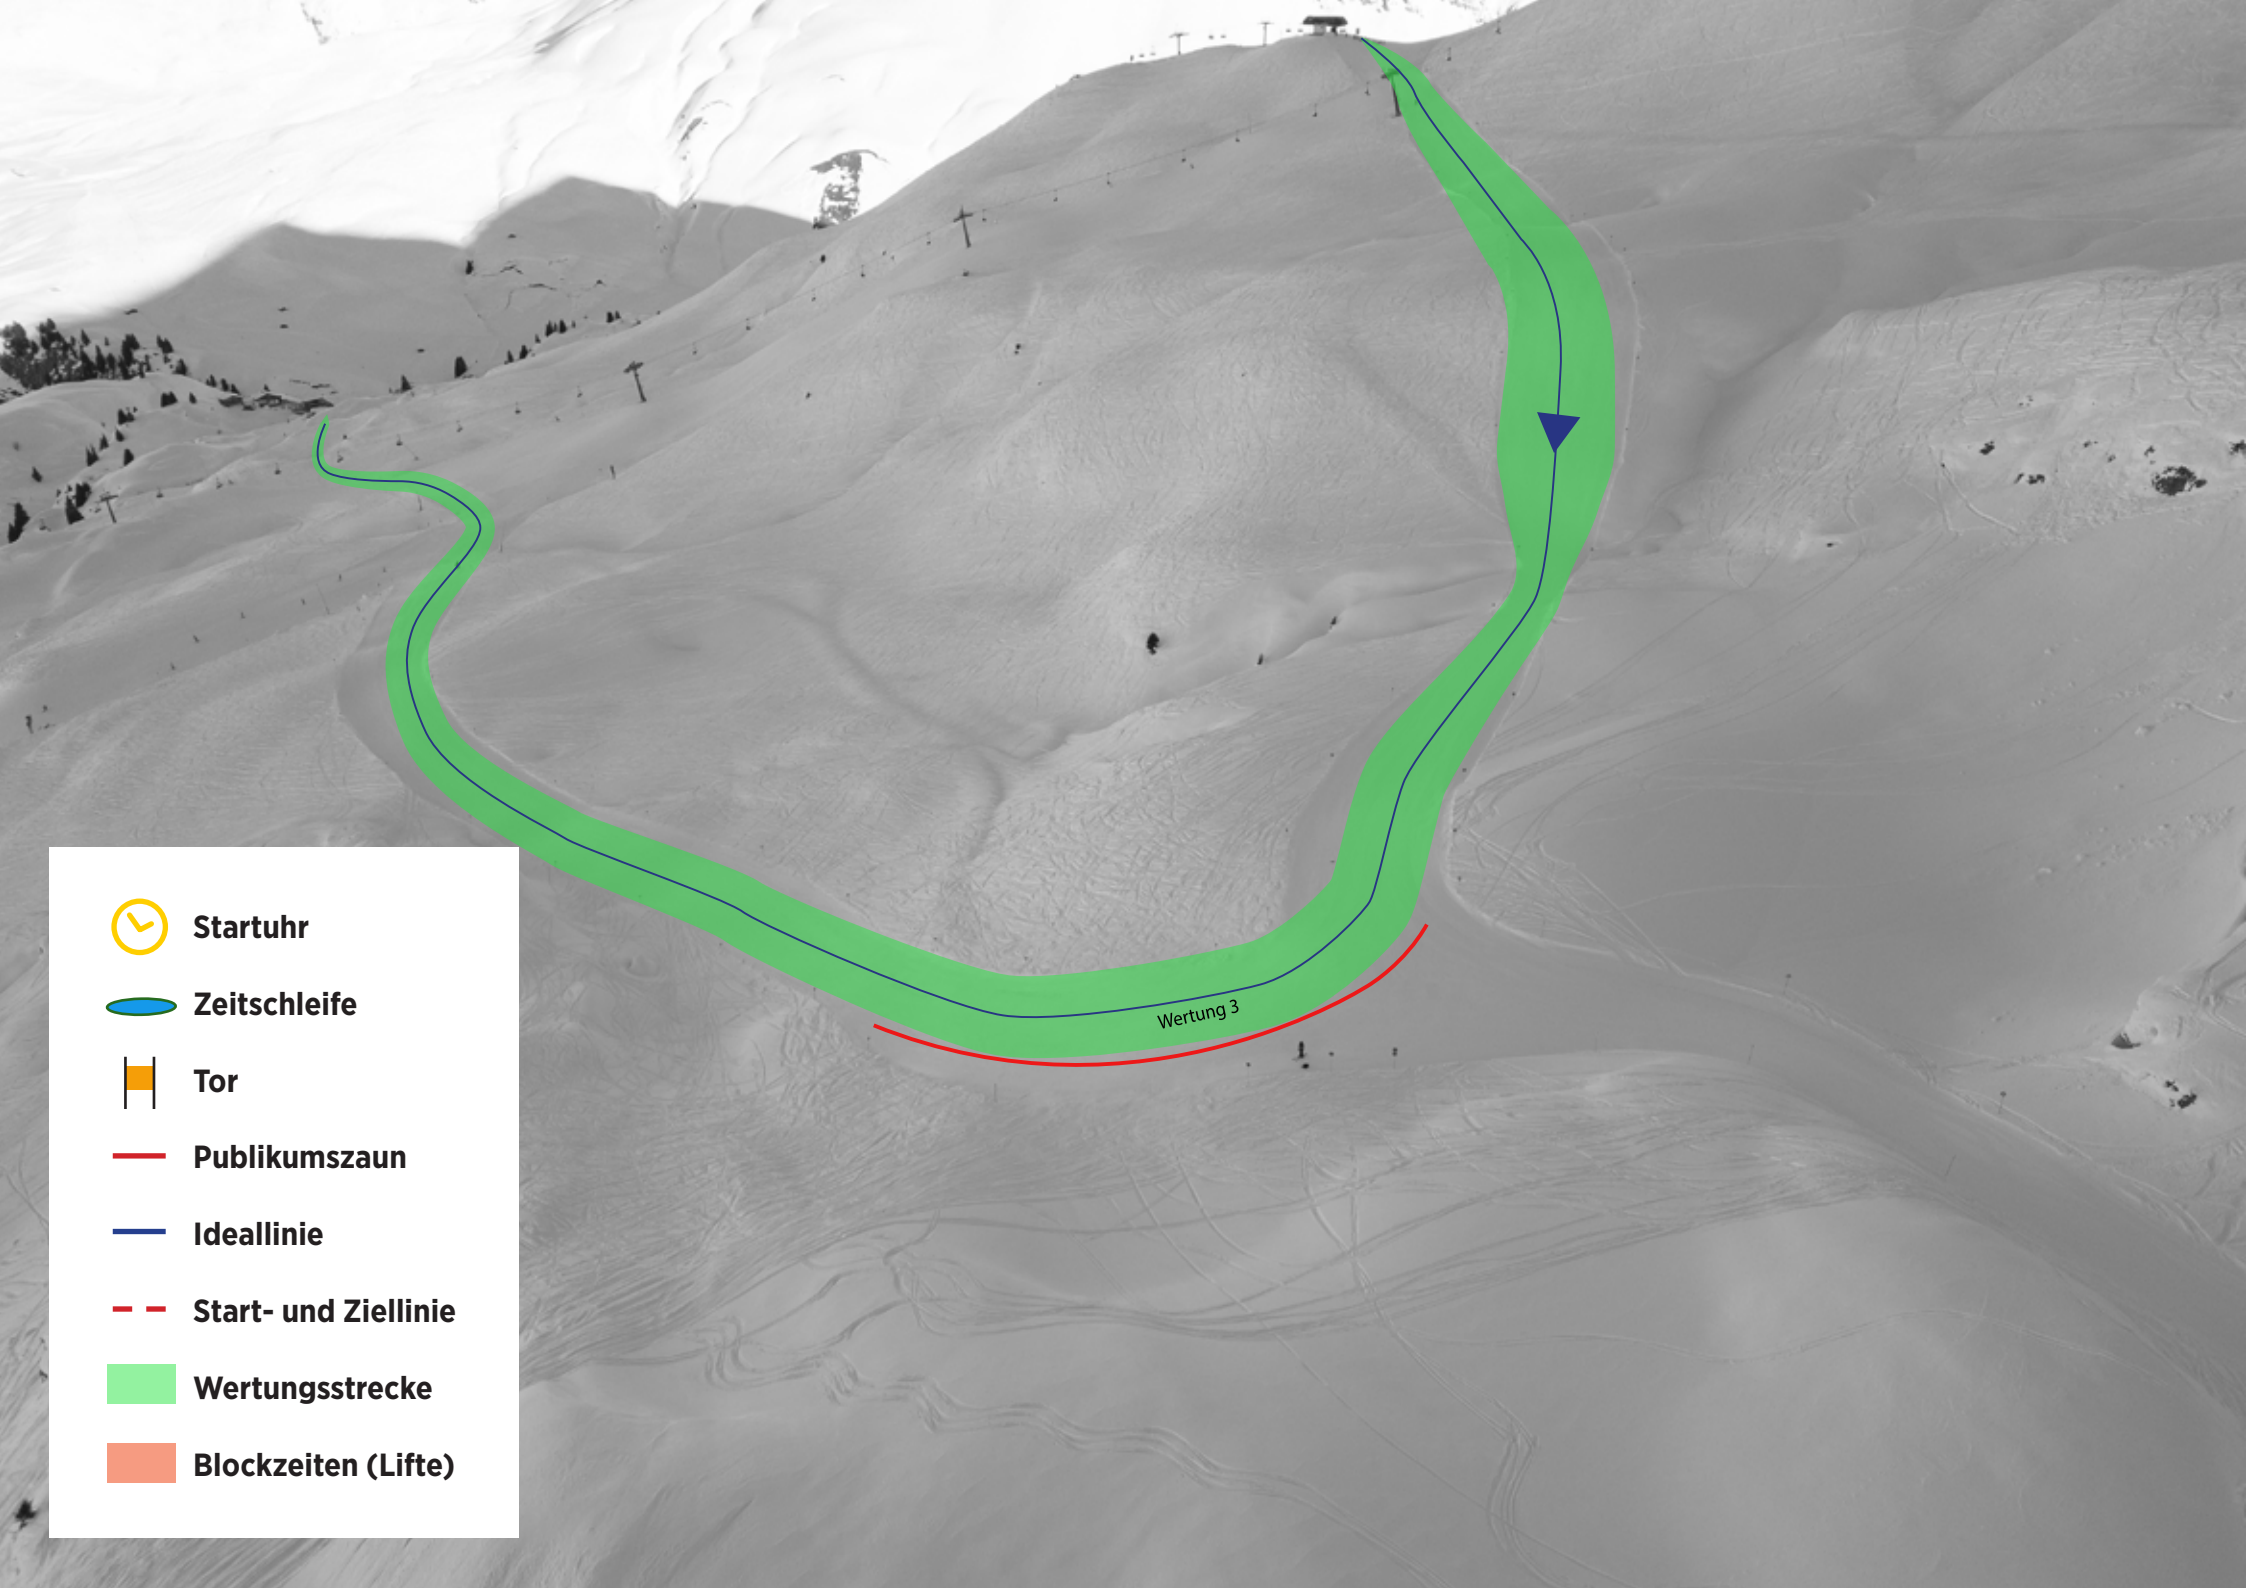 Wertung 3
Startuhr
Zeitschleife
Tor
Publikumszaun
Ideallinie
Start- und Ziellinie
Wertungsstrecke
Blockzeiten (Lifte)